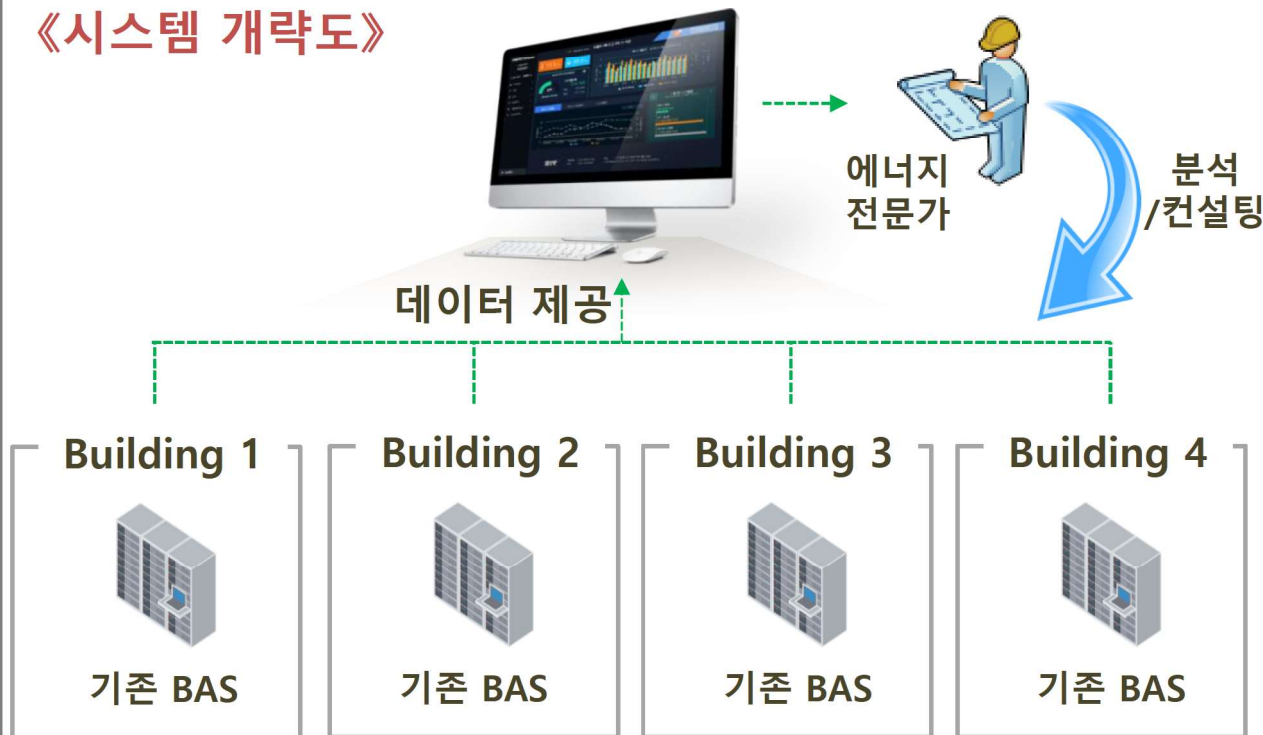 《시스템 개략도》
에너지
전문가
분석
/컨설팅
데이터 제공
Building 1
Building 2
Building 3
Building 4
기존 BAS
기존 BAS
기존 BAS
기존 BAS